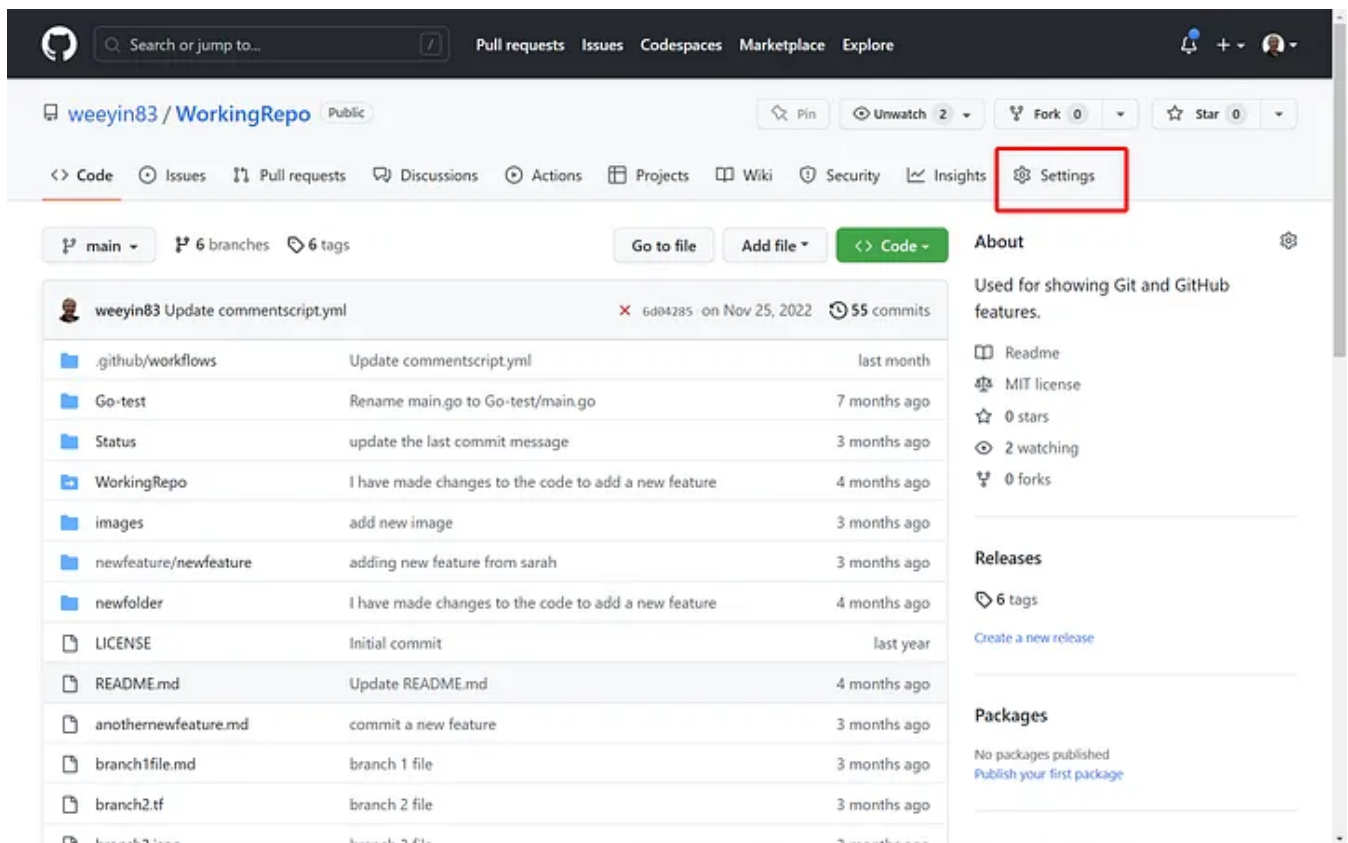 Search or jump to... / Pull requests Issues Codespaces Marketplace Explore
weeyin83 / WorkingRepo Public Pin Unwatch 2 Fork 0 Star 0
Code Issues Pull requests Discussions Actions Projects Wiki Security Insights Settings
main 6 branches 6 tags Go to file Add file Code
weeyin83 Update commentscript.yml 6d04285 on Nov 25, 2022 55 commits
.github/workflows Update commentscript.yml last month
Go-test Rename main.go to Go-test/main.go 7 months ago
Status update the last commit message 3 months ago
WorkingRepo I have made changes to the code to add a new feature 4 months ago
images add new image 3 months ago
newfeature/newfeature adding new feature from sarah 3 months ago
newfolder I have made changes to the code to add a new feature 4 months ago
LICENSE Initial commit last year
README.md Update README.md 4 months ago
anothernewfeature.md commit a new feature 3 months ago
branch1file.md branch 1 file 3 months ago
branch2.tf branch 2 file 3 months ago
About
Used for showing Git and GitHub
features.
Readme
MIT license
0 stars
2 watching
0 forks
Releases
6 tags
Create a new release
Packages
No packages published
Publish your first package